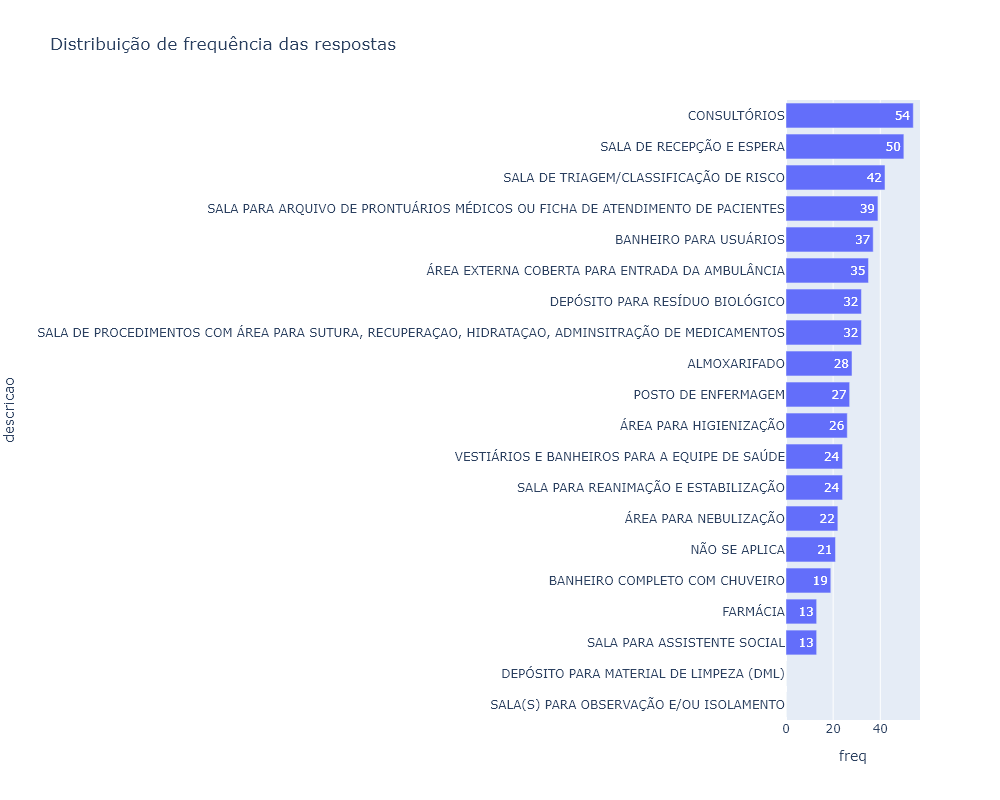 Distribuição de frequência das respostas
CONSULTÓRIOS 54
SALA DE RECEPÇÃO E ESPERA 50
SALA DE TRIAGEM/CLASSIFICAÇÃO DE RISCO 42
SALA PARA ARQUIVO DE PRONTUÁRIOS MÉDICOS OU FICHA DE ATENDIMENTO DE PACIENTES 39
BANHEIRO PARA USUÁRIOS 37
ÁREA EXTERNA COBERTA PARA ENTRADA DA AMBULÂNCIA 35
DEPÓSITO PARA RESÍDUO BIOLÓGICO 32
SALA DE PROCEDIMENTOS COM ÁREA PARA SUTURA, RECUPERAÇAO, HIDRATAÇAO, ADMINSITRAÇÃO DE MEDICAMENTOS 32
ALMOXARIFADO 28
POSTO DE ENFERMAGEM 27
ÁREA PARA HIGIENIZAÇÃO 26
VESTIÁRIOS E BANHEIROS PARA A EQUIPE DE SAÚDE 24
SALA PARA REANIMAÇÃO E ESTABILIZAÇÃO 24
ÁREA PARA NEBULIZAÇÃO 22
NÃO SE APLICA 21
BANHEIRO COMPLETO COM CHUVEIRO 19
FARMÁCIA 13
SALA PARA ASSISTENTE SOCIAL 13
DEPÓSITO PARA MATERIAL DE LIMPEZA (DML)
SALA(S) PARA OBSERVAÇÃO E/OU ISOLAMENTO
0 20 40
freq
descricao